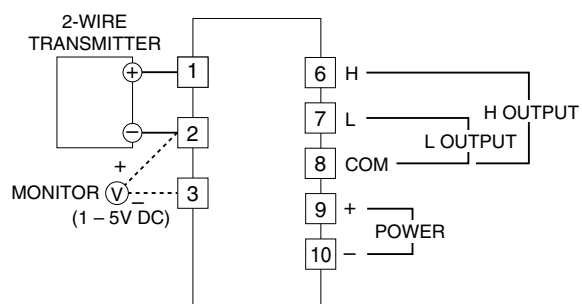 2-WIRE
TRANSMITTER
+
1
−
2
+
MONITOR V
−
3
(1 – 5V DC)
6 H
7 L
H OUTPUT
L OUTPUT
8 COM
9 +
POWER
10 −